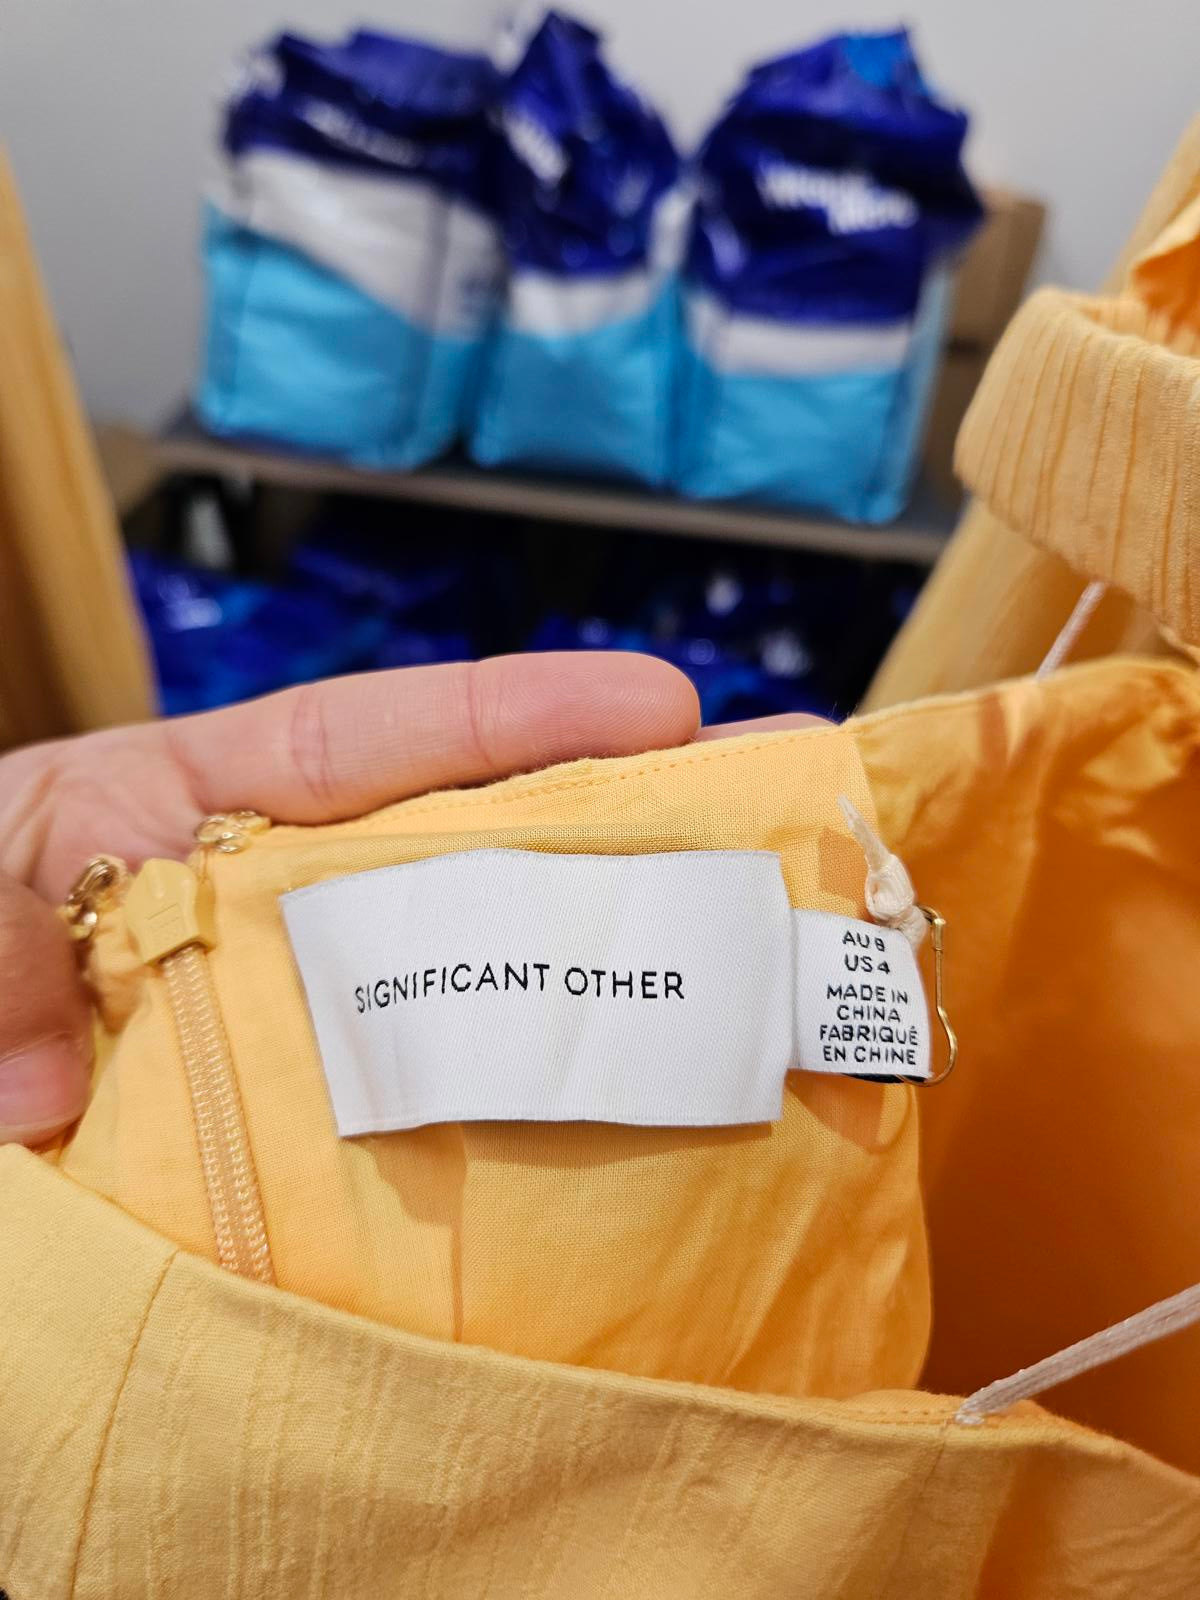 SIGNIFICANT OTHER
AU 8
US 4
MADE IN
CHINA
FABRIQUÉ
EN CHINE